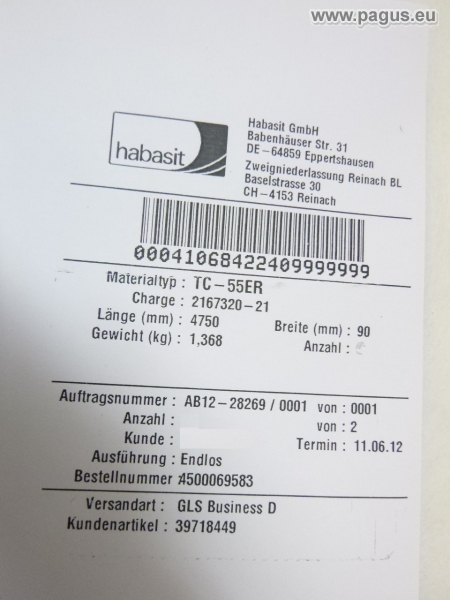 www.pagus.eu
habasit
Habasit GmbH
Babenhäuser Str. 31
DE-64859 Eppertshausen
Zweigniederlassung Reinach BL
Baselstrasse 30
CH-4153 Reinach
00041068422409999999
Materialtyp : TC-55ER
Charge : 2167320-21
Länge (mm) : 4750 Breite (mm) : 90
Gewicht (kg) : 1,368 Anzahl :
Auftragsnummer : AB12-28269 / 0001 von : 0001
Anzahl : von : 2
Kunde : Termin : 11.06.12
Ausführung : Endlos
Bestellnummer : 4500069583
Versandart : GLS Business D
Kundenartikel : 39718449